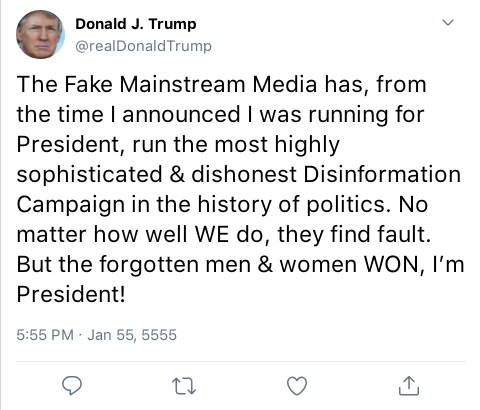 Donald J. Trump
@realDonaldTrump
The Fake Mainstream Media has, from
the time I announced I was running for
President, run the most highly
sophisticated & dishonest Disinformation
Campaign in the history of politics. No
matter how well WE do, they find fault.
But the forgotten men & women WON, I’m
President!
5:55 PM · Jan 55, 5555